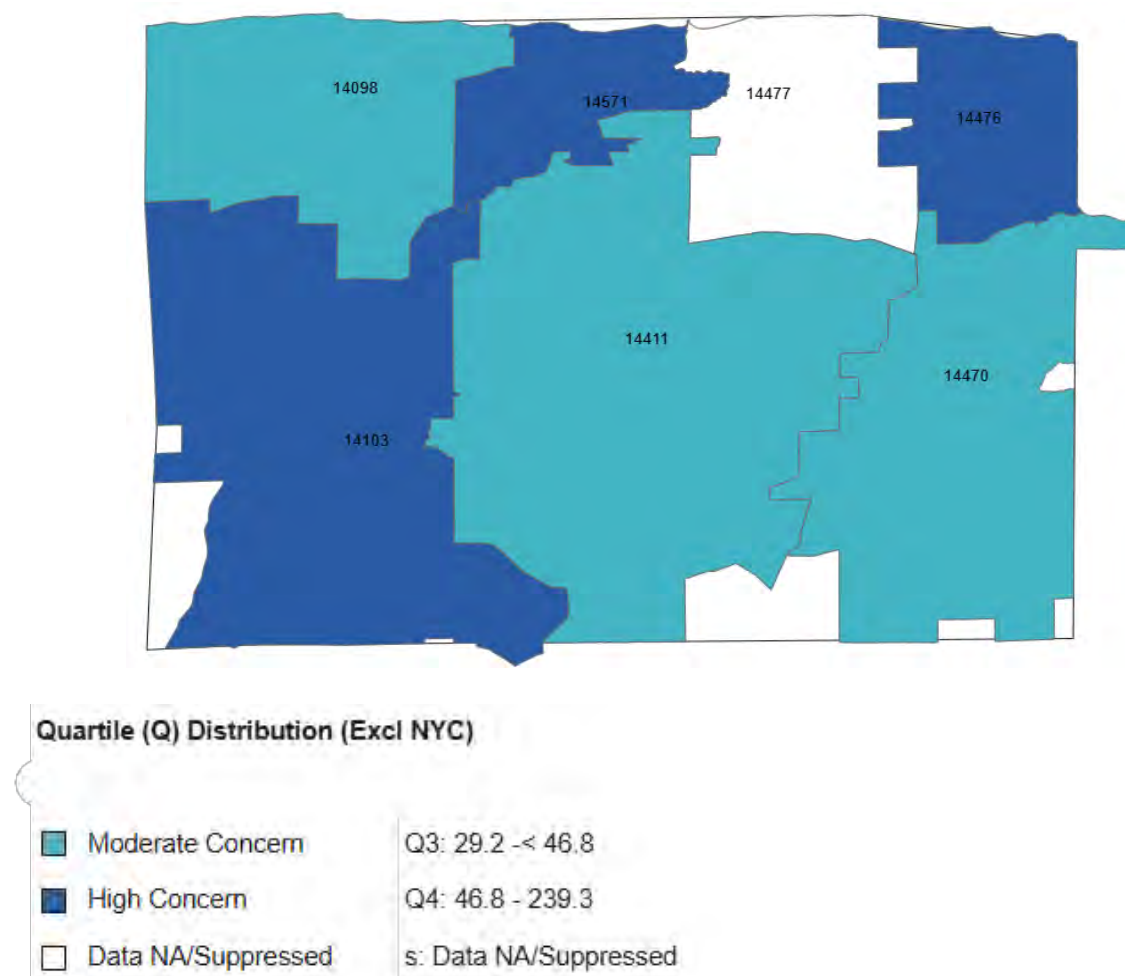 14098
14571
14477
14476
14411
14470
14103
Quartile (Q) Distribution (Excl NYC)
Moderate Concern Q3: 29.2 -< 46.8
High Concern Q4: 46.8 - 239.3
Data NA/Suppressed s: Data NA/Suppressed